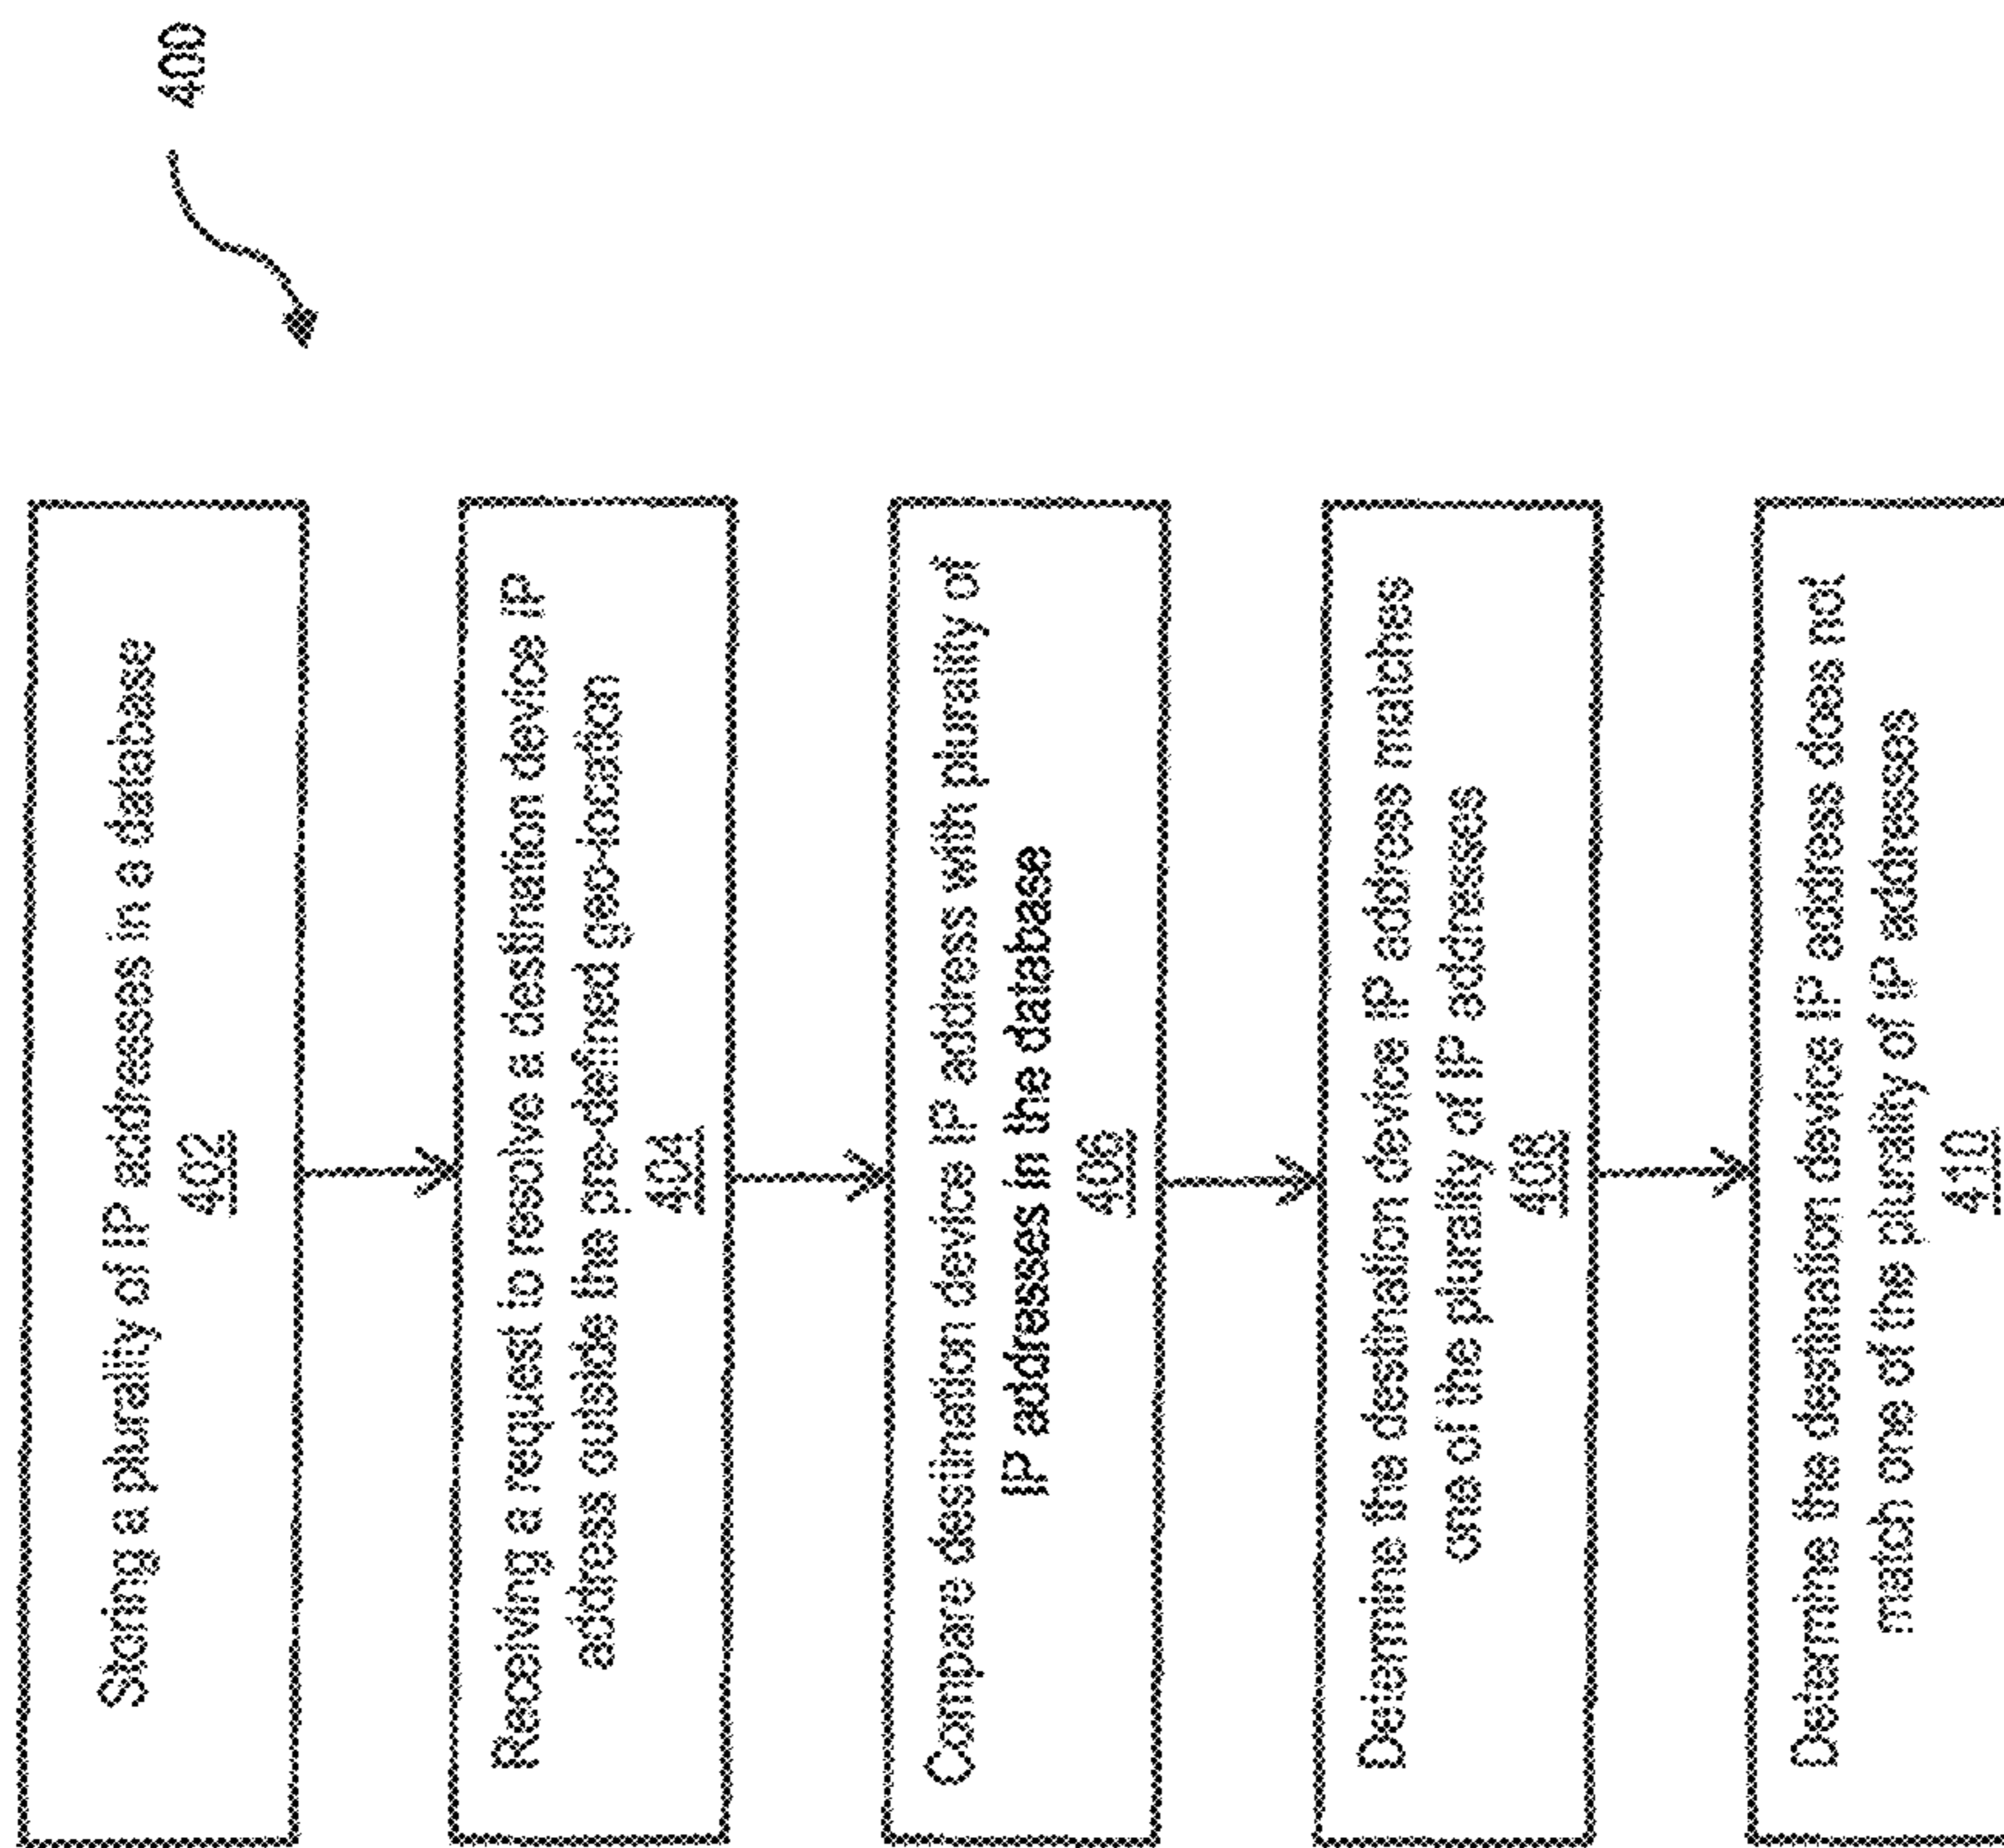 400
Storing a plurality of IP addresses in a database
402
Receiving a request to resolve a destination device IP
address outside the pre-defined geo-location
404
Compare destination device IP address with plurality of
IP addresses in the database
406
Determine the destination device IP address matches
one of the plurality of IP addresses
408
Determine the destination device IP address does not
match one of the plurality of IP addresses
410